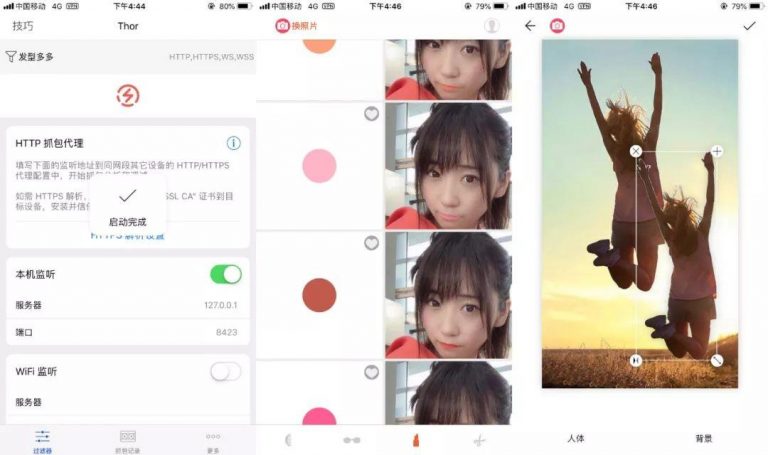 中国移动 4G 下午4:44 80%
技巧 Thor
发型多多 HTTP,HTTPS,WS,WSS
HTTP 抓包代理
填写下面的监听地址到同网段其它设备的 HTTP/HTTPS
代理配置中，开始抓包
如需 HTTPS 解析， SSL CA" 证书到目
标设备，安装并信任
启动完成
HTTPS 解析设置
本机监听
服务器 127.0.0.1
端口 8423
WiFi 监听
服务器
过滤器 抓包记录 更多
中国移动 4G 下午4:46 79%
换照片
中国移动 4G 下午4:46 79%
人体 背景